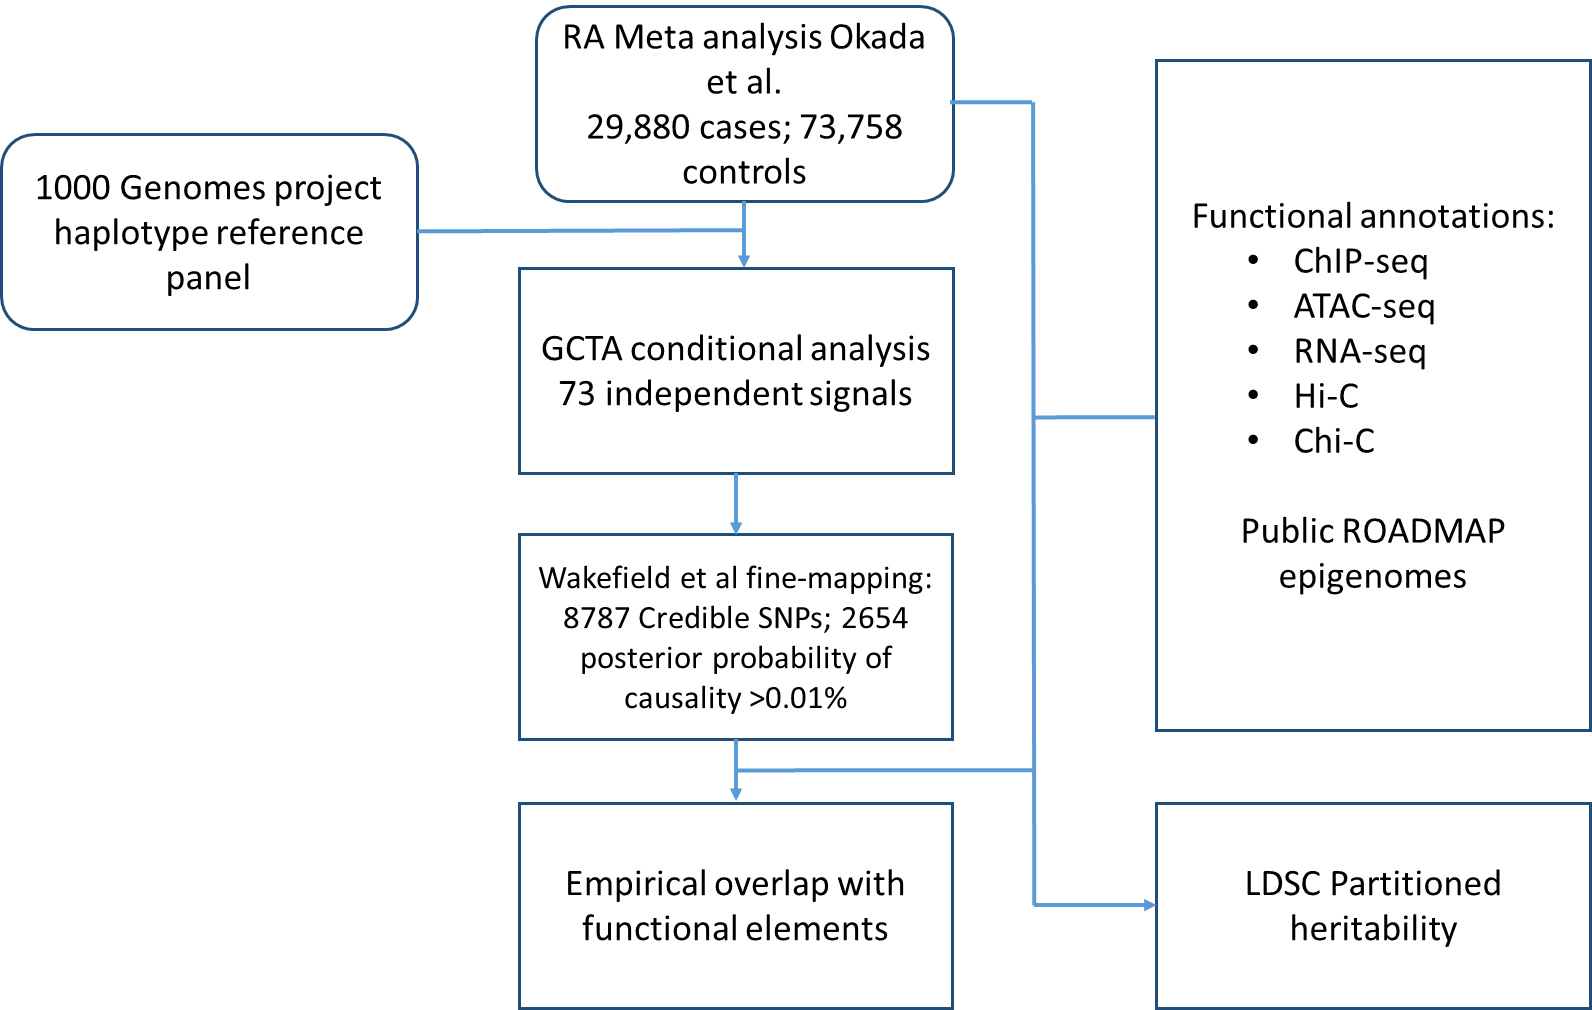 RA Meta analysis Okada
et al.
29,880 cases; 73,758
controls
1000 Genomes project
haplotype reference
panel
GCTA conditional analysis
73 independent signals
Wakefield et al fine-mapping:
8787 Credible SNPs; 2654
posterior probability of
causality >0.01%
Empirical overlap with
functional elements
Functional annotations:
• ChIP-seq
• ATAC-seq
• RNA-seq
• Hi-C
• Chi-C
Public ROADMAP
epigenomes
LDSC Partitioned
heritability